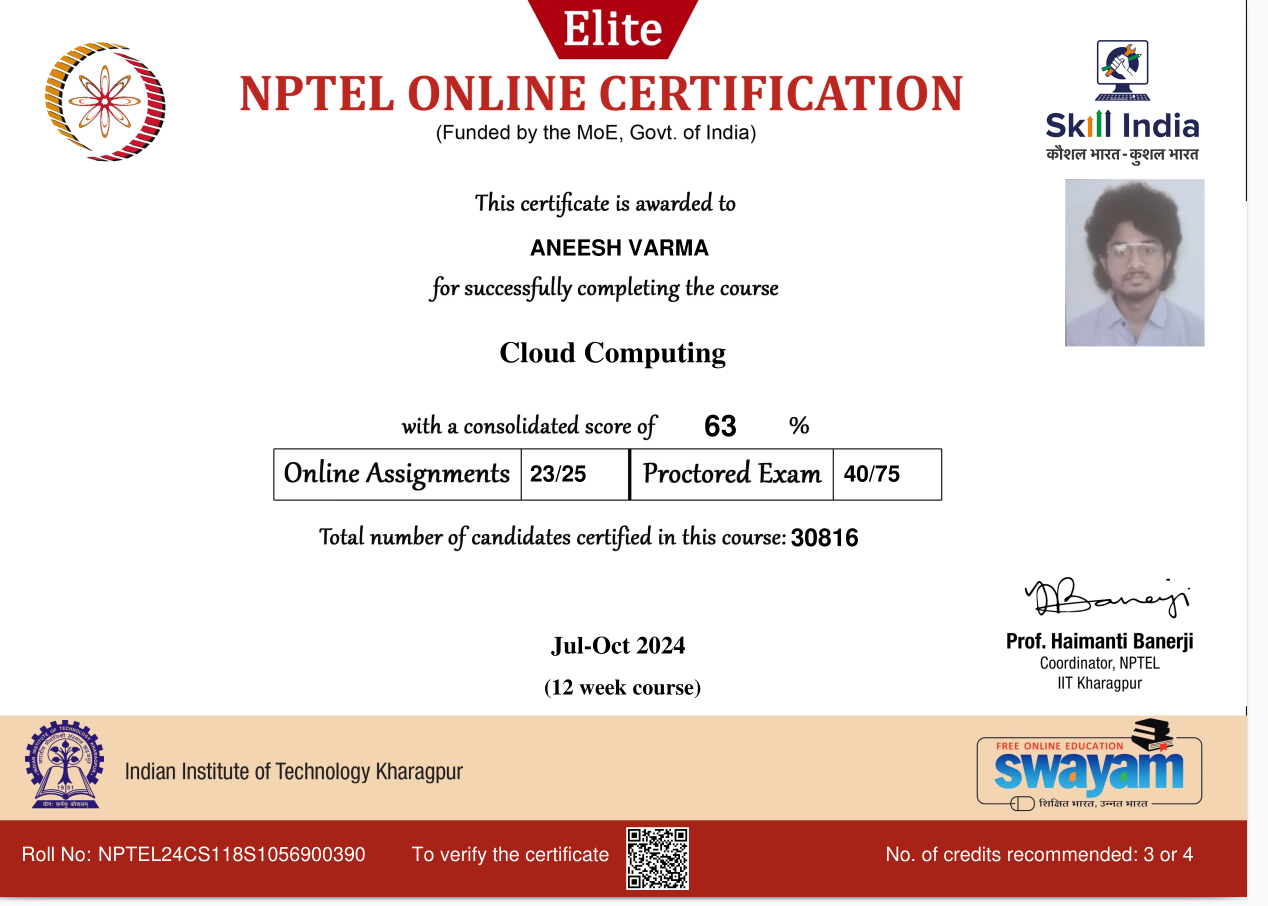 Elite
NPTEL ONLINE CERTIFICATION
(Funded by the MoE, Govt. of India)
Skill India
कौशल भारत - कुशल भारत
This certificate is awarded to
ANEESH VARMA
for successfully completing the course
Cloud Computing
with a consolidated score of 63 %
Online Assignments 23/25 Proctored Exam 40/75
Total number of candidates certified in this course: 30816
Jul-Oct 2024
(12 week course)
Prof. Haimanti Banerji
Coordinator, NPTEL
IIT Kharagpur
Indian Institute of Technology Kharagpur
1951
योगः कर्मसु कौशलम्
FREE ONLINE EDUCATION
swayam
शिक्षित भारत, उन्नत भारत
Roll No: NPTEL24CS118S1056900390 To verify the certificate No. of credits recommended: 3 or 4